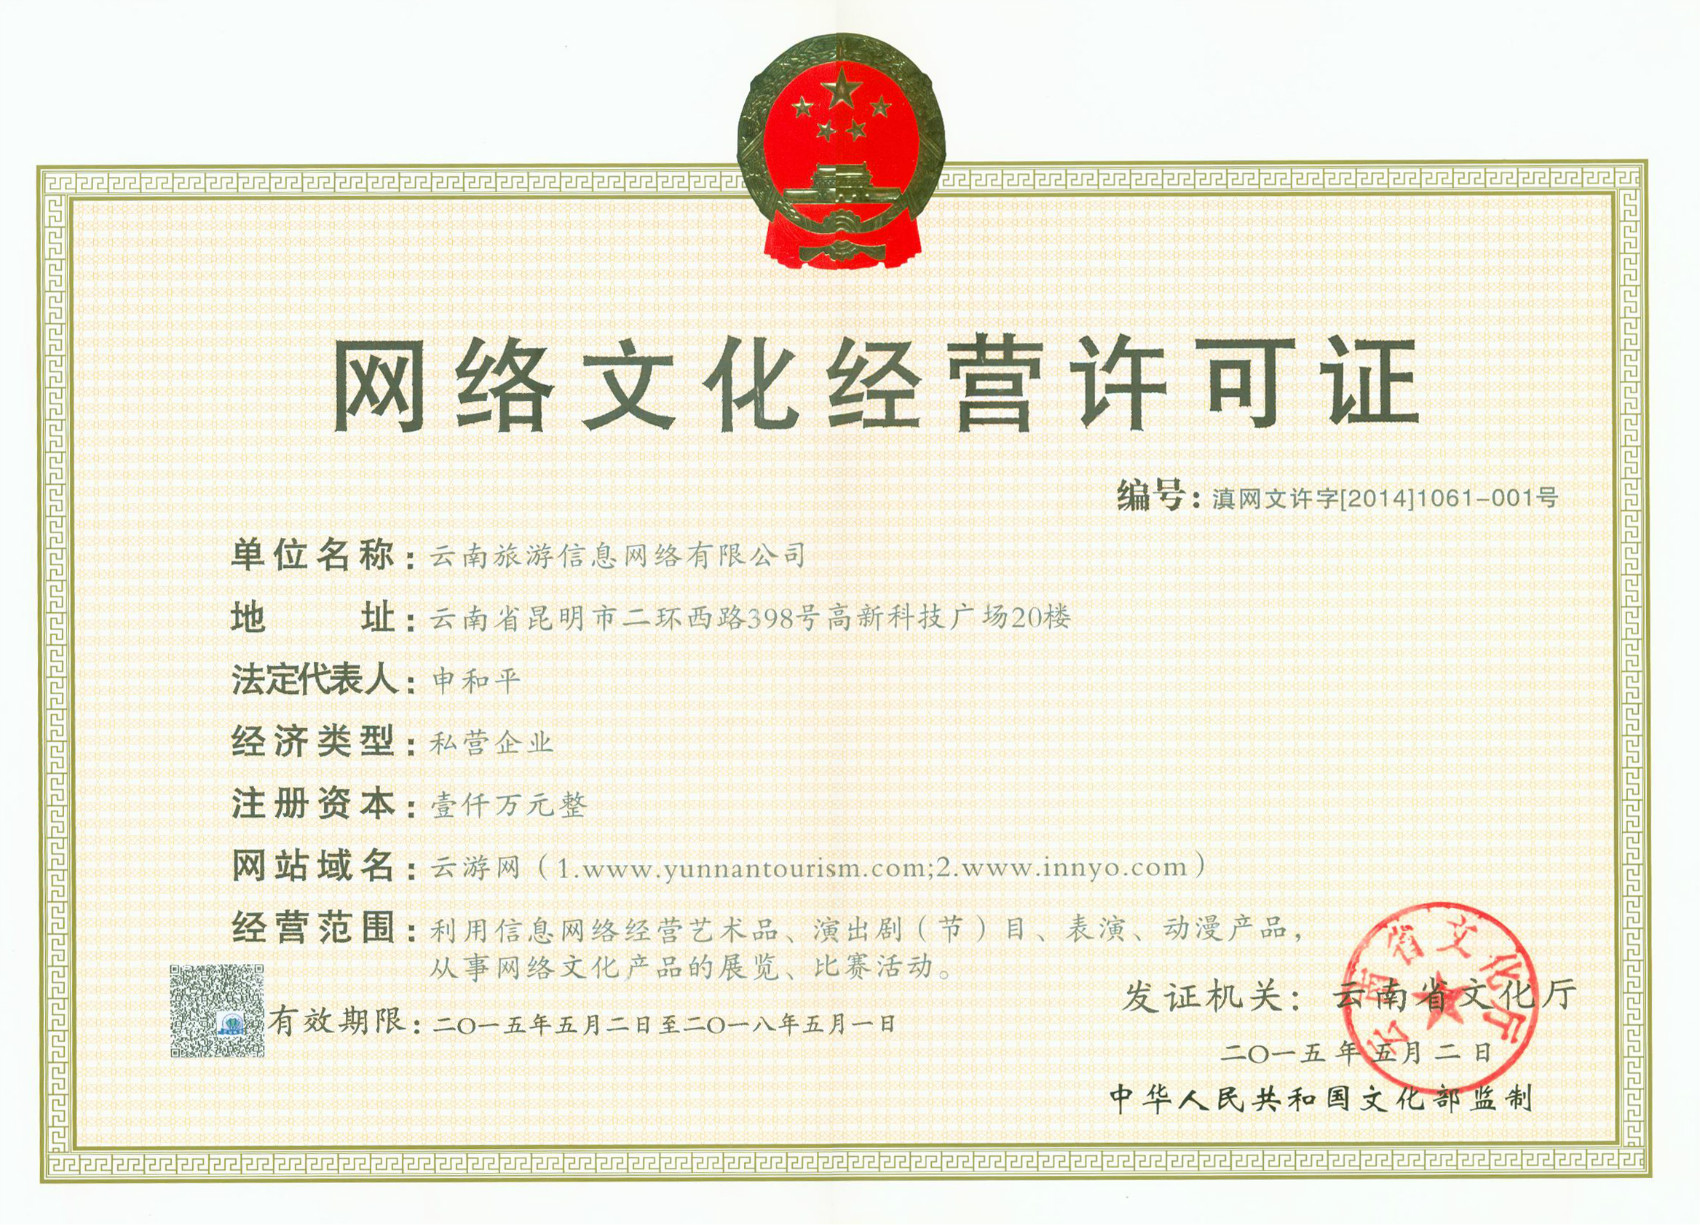 网络文化经营许可证
编号：滇网文许字[2014]1061-001号
单位名称：云南旅游信息网络有限公司
地址：云南省昆明市二环西路398号高新科技广场20楼
法定代表人：申和平
经济类型：私营企业
注册资本：壹仟万元整
网站域名：云游网（1.www.yunnantourism.com;2.www.innyo.com）
经营范围：利用信息网络经营艺术品、演出剧（节）目、表演、动漫产品，
从事网络文化产品的展览、比赛活动。
有效期限：二〇一五年五月二日至二〇一八年五月一日
发证机关：云南省文化厅
云南省文化厅
二〇一五年五月二日
中华人民共和国文化部监制